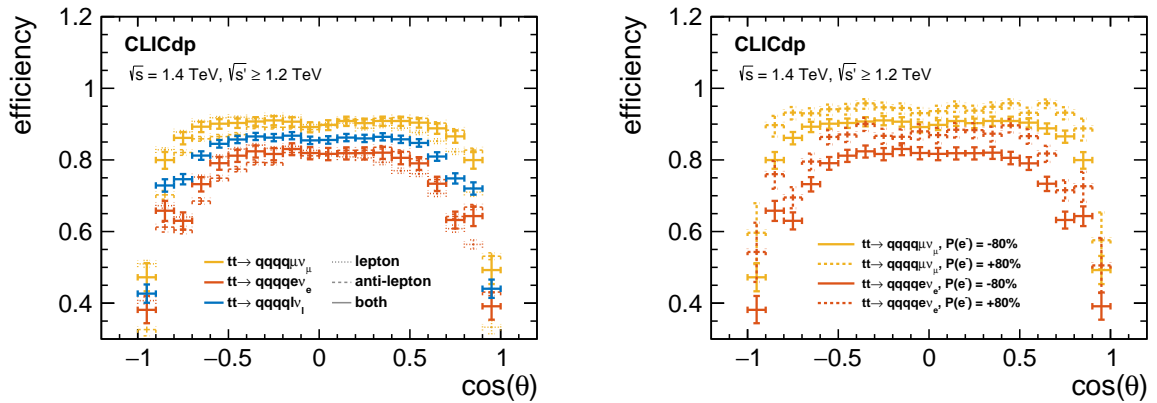 1.2
1
0.8
0.6
0.4
efficiency
CLICdp
√s = 1.4 TeV, √s' ≥ 1.2 TeV
tt→ qqqqμν_μ
tt→ qqqqeν_e
tt→ qqqqlν_l
lepton
anti-lepton
both
−1 −0.5 0 0.5 1
cos(θ)
1.2
1
0.8
0.6
0.4
efficiency
CLICdp
√s = 1.4 TeV, √s' ≥ 1.2 TeV
tt→ qqqqμν_μ, P(e⁻) = -80%
tt→ qqqqμν_μ, P(e⁻) = +80%
tt→ qqqqeν_e, P(e⁻) = -80%
tt→ qqqqeν_e, P(e⁻) = +80%
−1 −0.5 0 0.5 1
cos(θ)